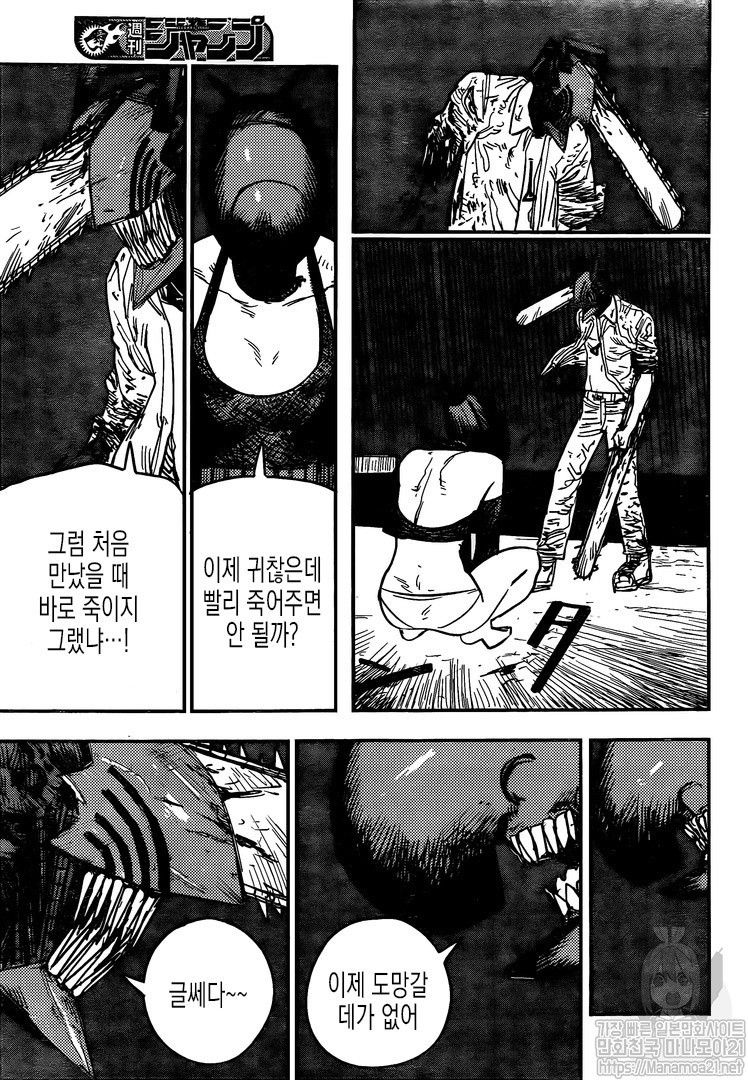 週刊
ジャンプ
이제 귀찮은데
빨리 죽어주면
안 될까?
그럼 처음
만났을 때
바로 죽이지
그랬냐…!
이제 도망갈
데가 없어
글쎄다~~
가장 빠른 일본만화사이트
만화천국 마나모아21
https://Manamoa21.net